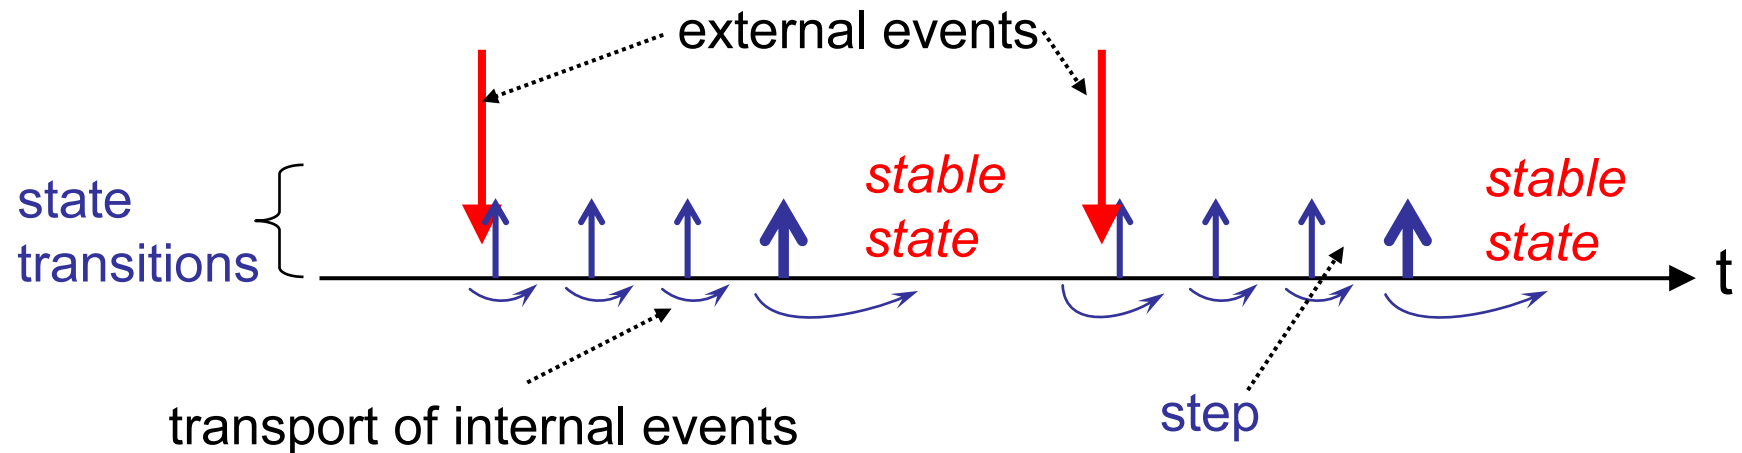 external events
stable
state
stable
state
state
transitions
t
transport of internal events
step